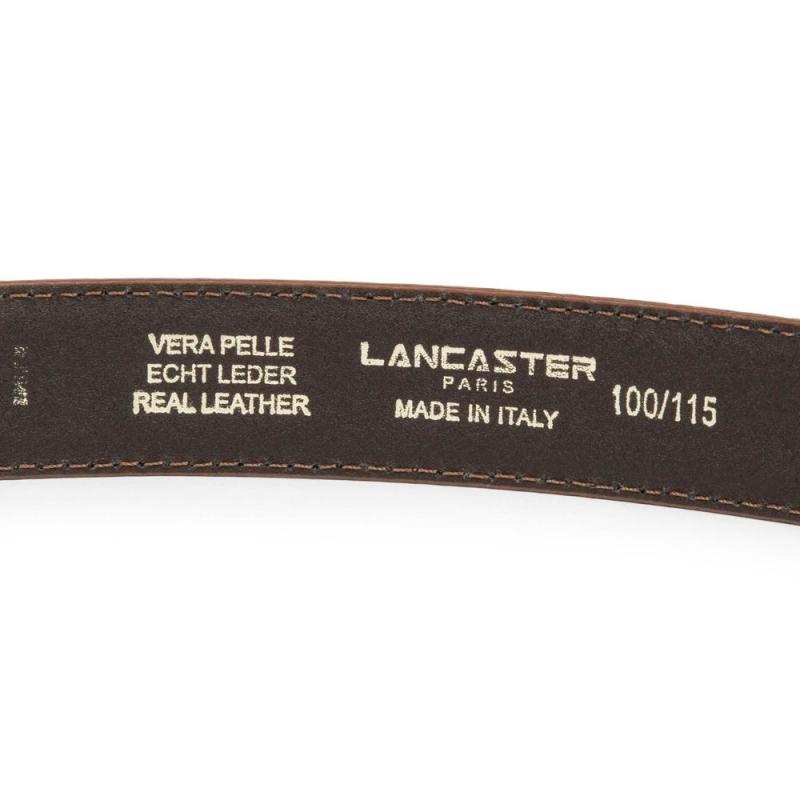 VERA PELLE
ECHT LEDER
REAL LEATHER
LANCASTER
PARIS
MADE IN ITALY
100/115